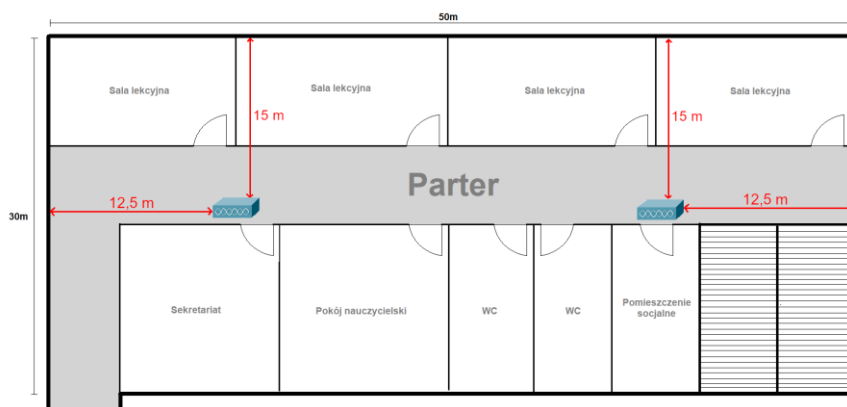 50m
Sala lekcyjna
Sala lekcyjna
Sala lekcyjna
Sala lekcyjna
15 m
15 m
Parter
12,5 m
12,5 m
30m
Sekretariat
Pokój nauczycielski
WC
WC
Pomieszczenie
socjalne